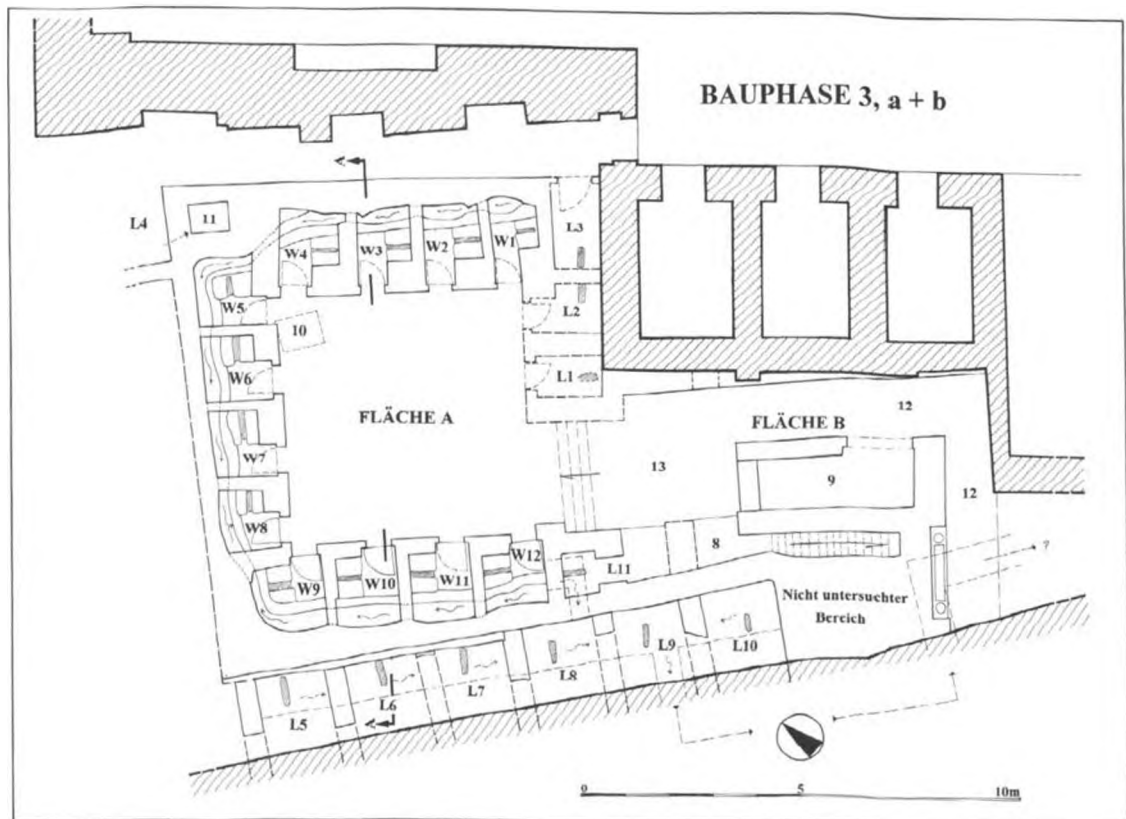 BAUPHASE 3, a + b
L4
11
L3
W4
W3
W2
W1
W5
10
L2
W6
L1
FLÄCHE A
FLÄCHE B
12
13
9
12
W7
W8
8
W9
W10
W11
W12
L11
?
Nicht untersuchter
Bereich
L5
L6
L7
L8
L9
L10
A
A
0
5
10m